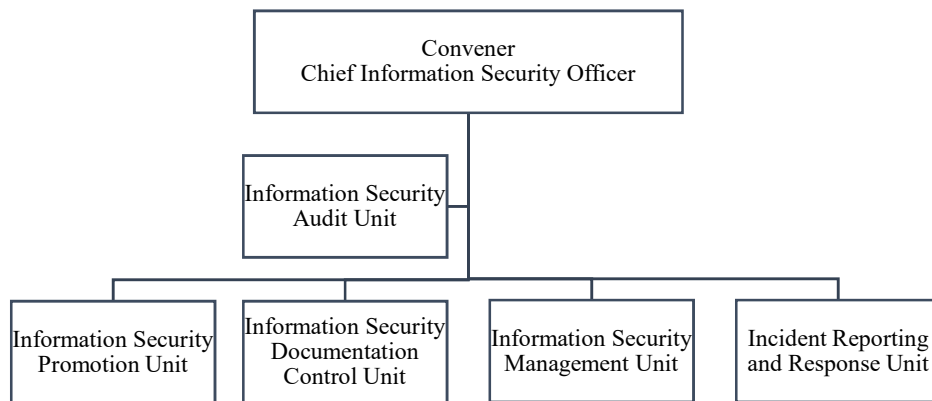 Convener
Chief Information Security Officer
Information Security
Audit Unit
Information Security
Promotion Unit
Information Security
Documentation
Control Unit
Information Security
Management Unit
Incident Reporting
and Response Unit